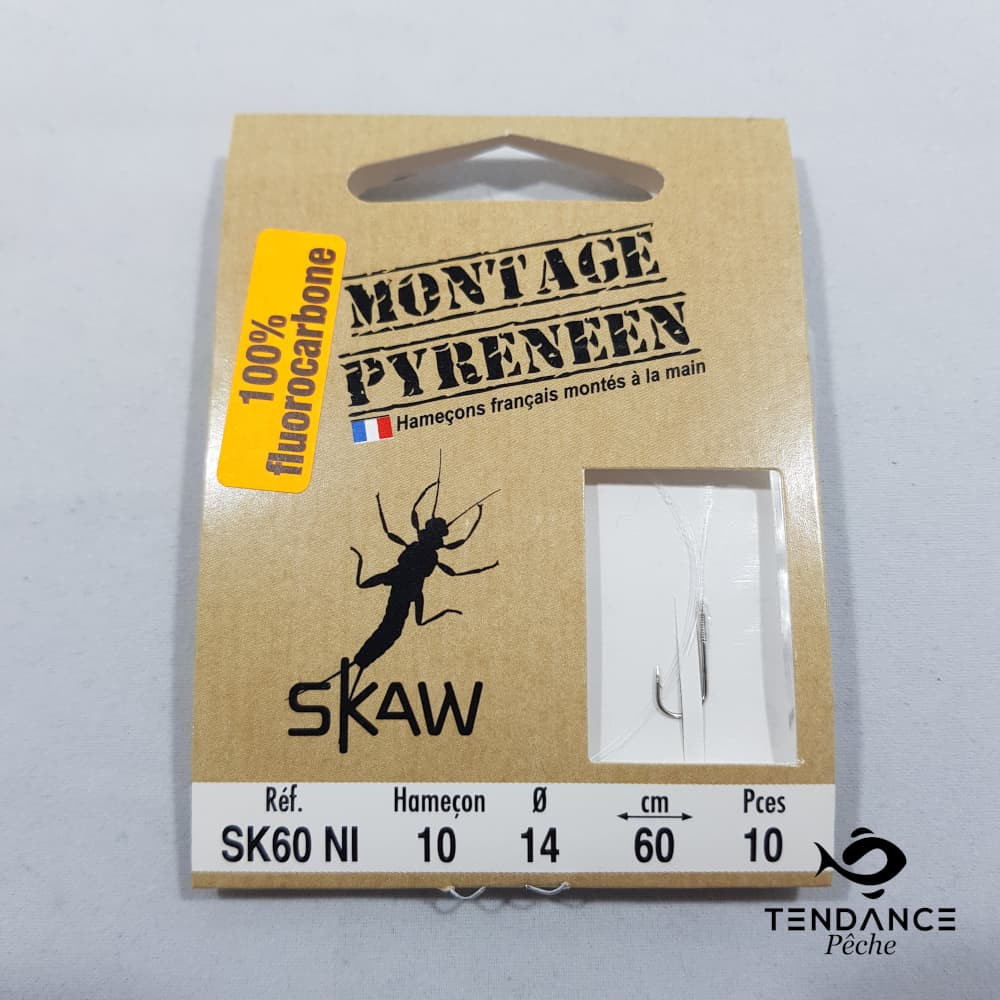 100%
fluorocarbone
MONTAGE
PYRENEEN
Hameçons français montés à la main
SKAW
Réf. Hameçon Ø cm Pces
SK60 NI 10 14 60 10
TENDANCE
Pêche